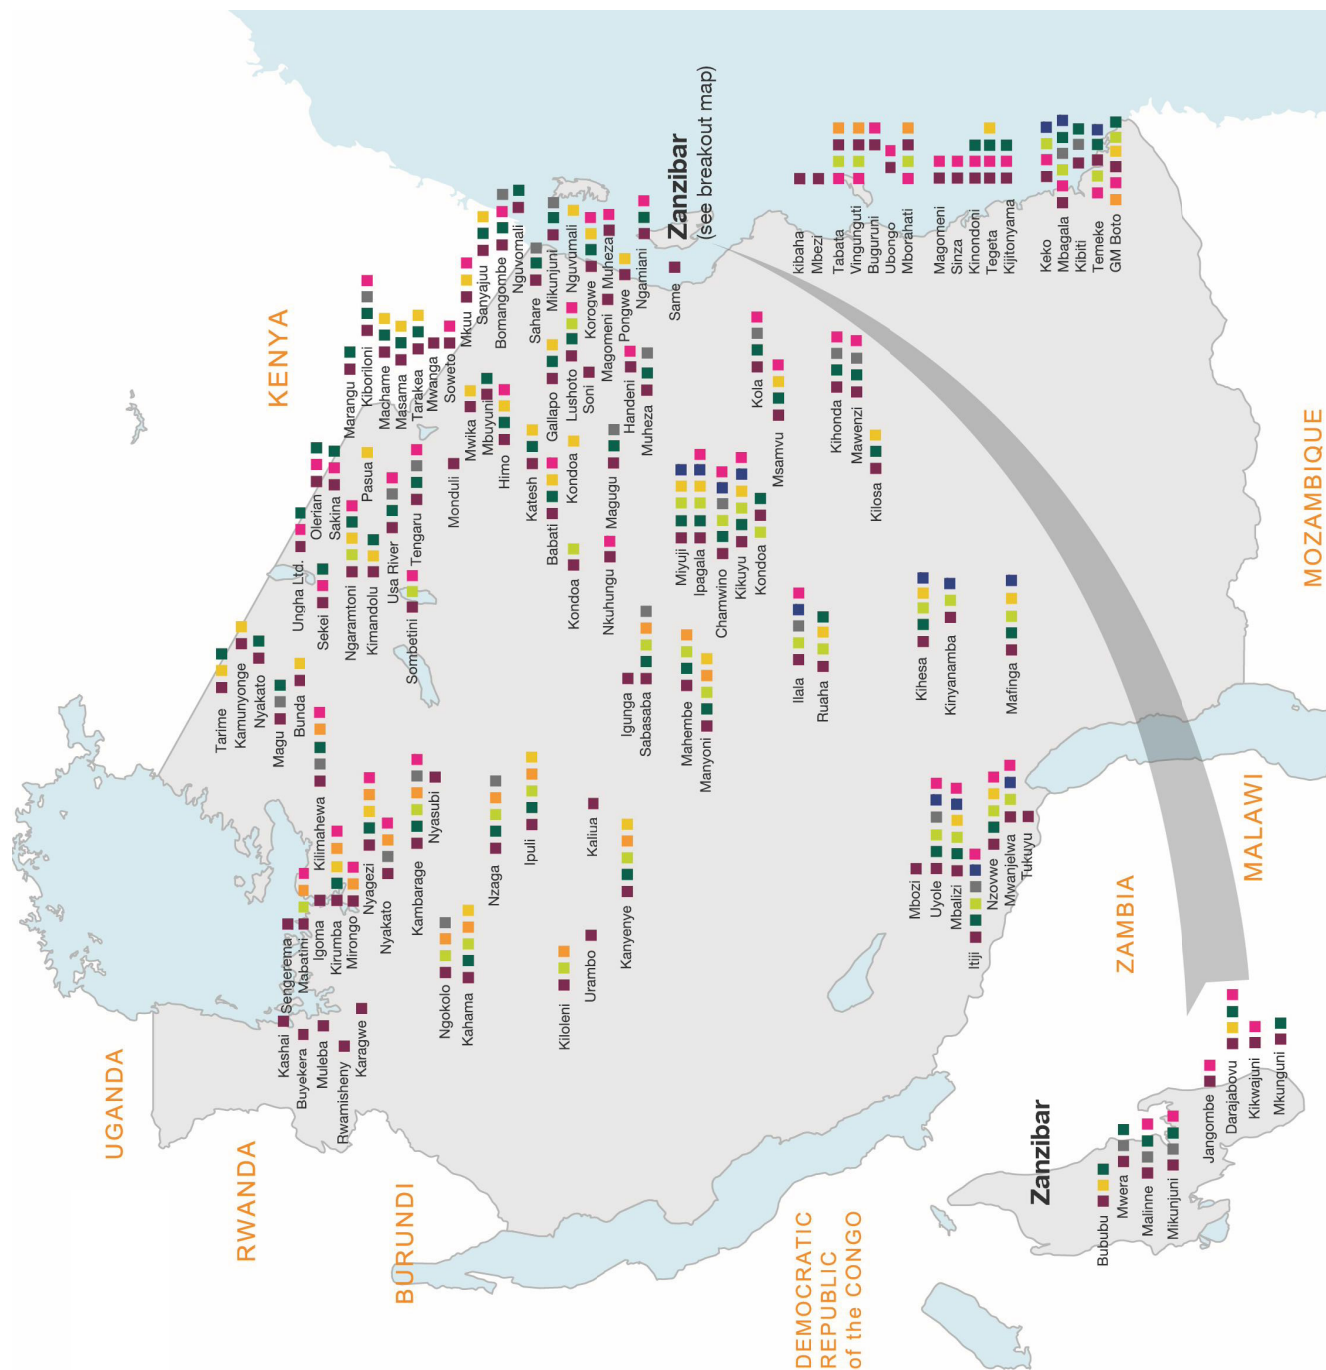 UGANDA
RWANDA
BURUNDI
DEMOCRATIC
REPUBLIC
of the CONGO
KENYA
ZAMBIA
MALAWI
MOZAMBIQUE
Zanzibar
(see breakout map)
Zanzibar
Tarime
Kamunyonge
Nyakato
Magu
Bunda
Kashai
Sengerema
Buyekera
Mabatini
Muleba
Igoma
Kilimahewa
Rwamisheny
Kirumba
Mirongo
Karagwe
Nyagezi
Nyakato
Kambarage
Nyasubi
Ngokolo
Kahama
Nzaga
Ipuli
Kiloleni
Urambo
Kaliua
Kanyenye
Ungha Ltd.
Olerian
Sakina
Sekei
Ngaramtoni
Kimandolu
Pasua
Usa River
Tengaru
Sombetini
Monduli
Marangu
Kiboriloni
Machame
Masama
Tarakea
Mwanga
Soweto
Mkuu
Sanyajuu
Bomangombe
Nguvomali
Mwika
Mbuyuni
Himo
Katesh
Babati
Gallapo
Kondoa
Kondoa
Lushoto
Soni
Sahare
Mikunjuni
Nguvumali
Korogwe
Magomeni
Muheza
Pongwe
Ngamiani
Handeni
Muheza
Magugu
Nkuhungu
Same
Igunga
Sabasaba
Mahembe
Manyoni
Miyuji
Ipagala
Chamwino
Kikuyu
Kondoa
Kola
Msamvu
Kihonda
Mawenzi
Kilosa
Ilala
Ruaha
Kihesa
Kinyanamba
Mafinga
Mbozi
Uyole
Mbalizi
Itiji
Nzovwe
Mwanjelwa
Tukuyu
kibaha
Mbezi
Tabata
Vingunguti
Buguruni
Ubongo
Mborahati
Magomeni
Sinza
Kinondoni
Tegeta
Kijitonyama
Keko
Mbagala
Kibiti
Temeke
GM Boto
Bububu
Mwera
Malinne
Mikunjuni
Jangombe
Darajabovu
Kikwajuni
Mkunguni